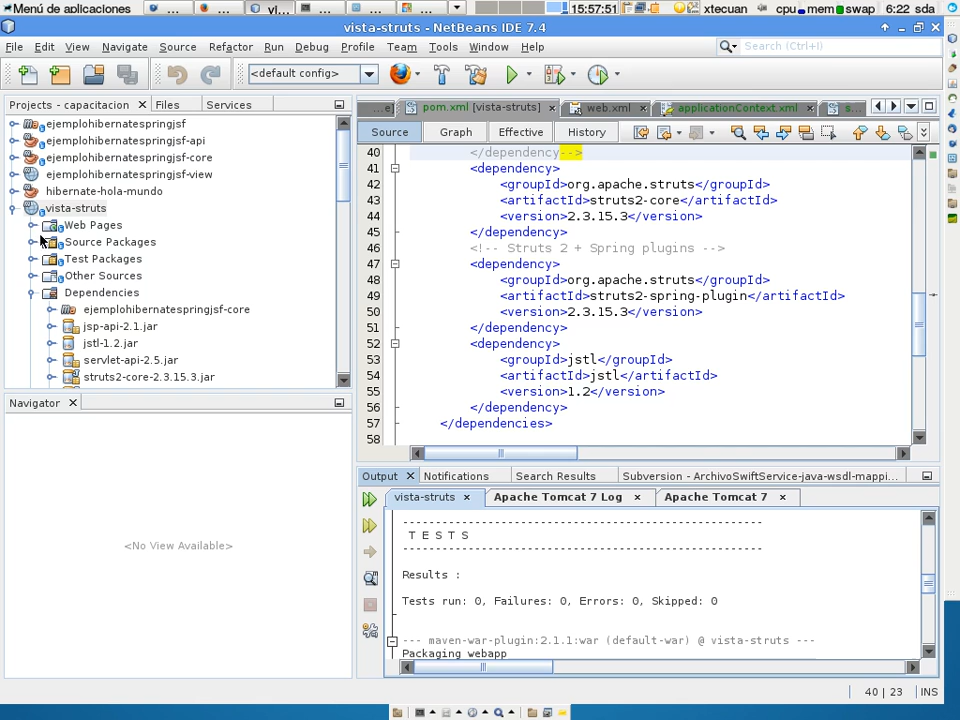 Menú de aplicaciones
...
...
vi...
...
...
...
15:57:51
xtecuan
cpu
mem
swap
6:22 sda
vista-struts - NetBeans IDE 7.4
File Edit View Navigate Source Refactor Run Debug Profile Team Tools Window Help
Search (Ctrl+I)
<default config>
Projects - capacitacion
Files
Services
ejemplohibernatespringjsf
ejemplohibernatespringjsf-api
ejemplohibernatespringjsf-core
ejemplohibernatespringjsf-view
hibernate-hola-mundo
vista-struts
Web Pages
Source Packages
Test Packages
Other Sources
Dependencies
ejemplohibernatespringjsf-core
jsp-api-2.1.jar
jstl-1.2.jar
servlet-api-2.5.jar
struts2-core-2.3.15.3.jar
Navigator
<No View Available>
...e]
pom.xml [vista-struts]
web.xml
applicationContext.xml
s...
Source
Graph
Effective
History
40 </dependency-->
41 <dependency>
42 <groupId>org.apache.struts</groupId>
43 <artifactId>struts2-core</artifactId>
44 <version>2.3.15.3</version>
45 </dependency>
46 <!-- Struts 2 + Spring plugins -->
47 <dependency>
48 <groupId>org.apache.struts</groupId>
49 <artifactId>struts2-spring-plugin</artifactId>
50 <version>2.3.15.3</version>
51 </dependency>
52 <dependency>
53 <groupId>jstl</groupId>
54 <artifactId>jstl</artifactId>
55 <version>1.2</version>
56 </dependency>
57 </dependencies>
58
Output
Notifications
Search Results
Subversion - ArchivoSwiftService-java-wsdl-mappi...
vista-struts
Apache Tomcat 7 Log
Apache Tomcat 7
-------------------------------------------------------
T E S T S
-------------------------------------------------------
Results :
Tests run: 0, Failures: 0, Errors: 0, Skipped: 0
--- maven-war-plugin:2.1.1:war (default-war) @ vista-struts ---
Packaging webapp
40 | 23
INS